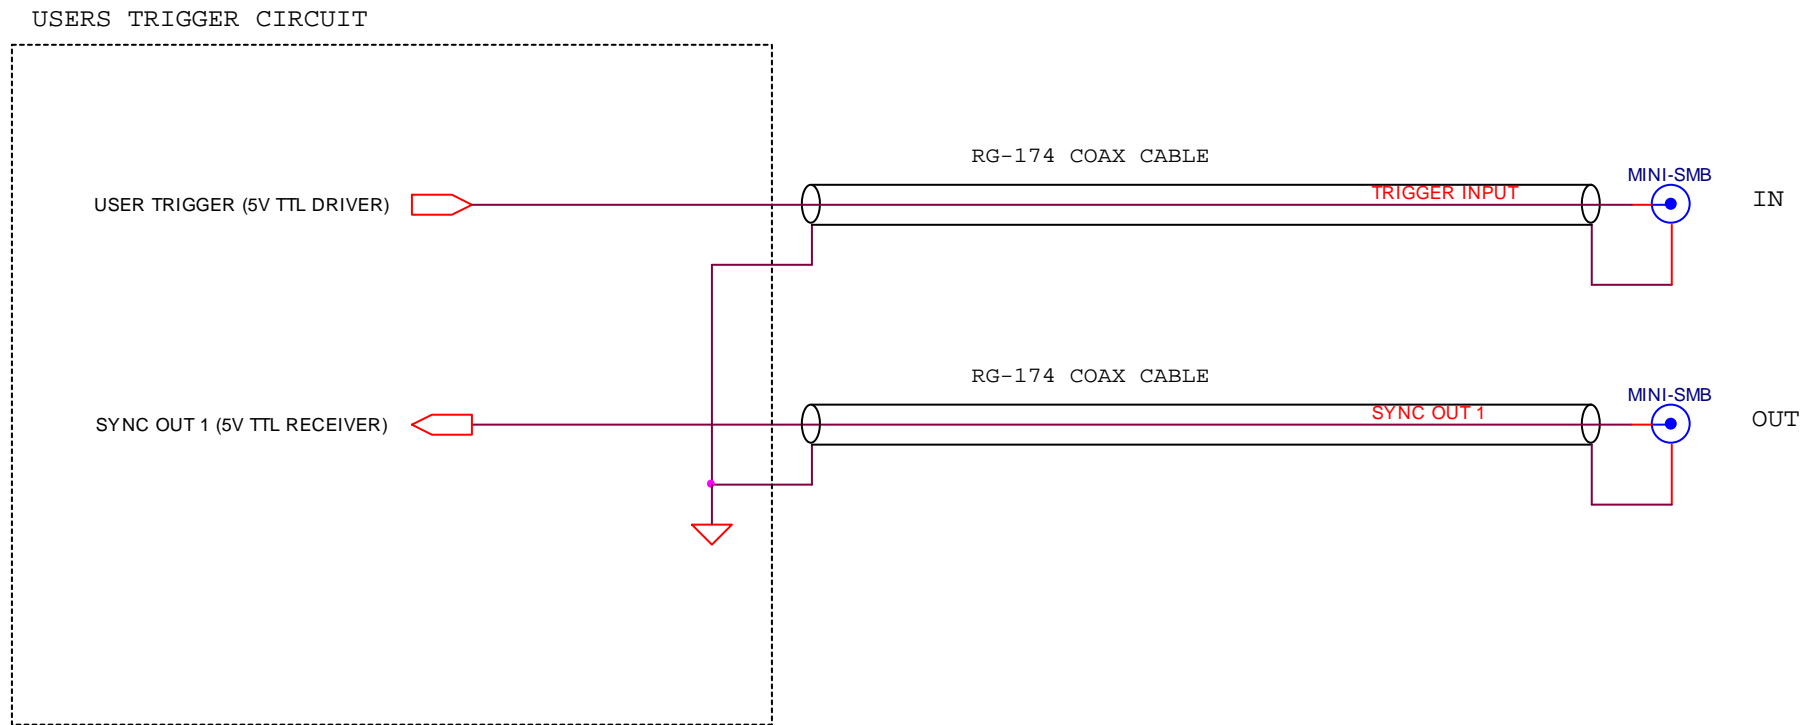 USERS TRIGGER CIRCUIT
RG-174 COAX CABLE
MINI-SMB
TRIGGER INPUT
IN
USER TRIGGER (5V TTL DRIVER)
RG-174 COAX CABLE
MINI-SMB
SYNC OUT 1
OUT
SYNC OUT 1 (5V TTL RECEIVER)